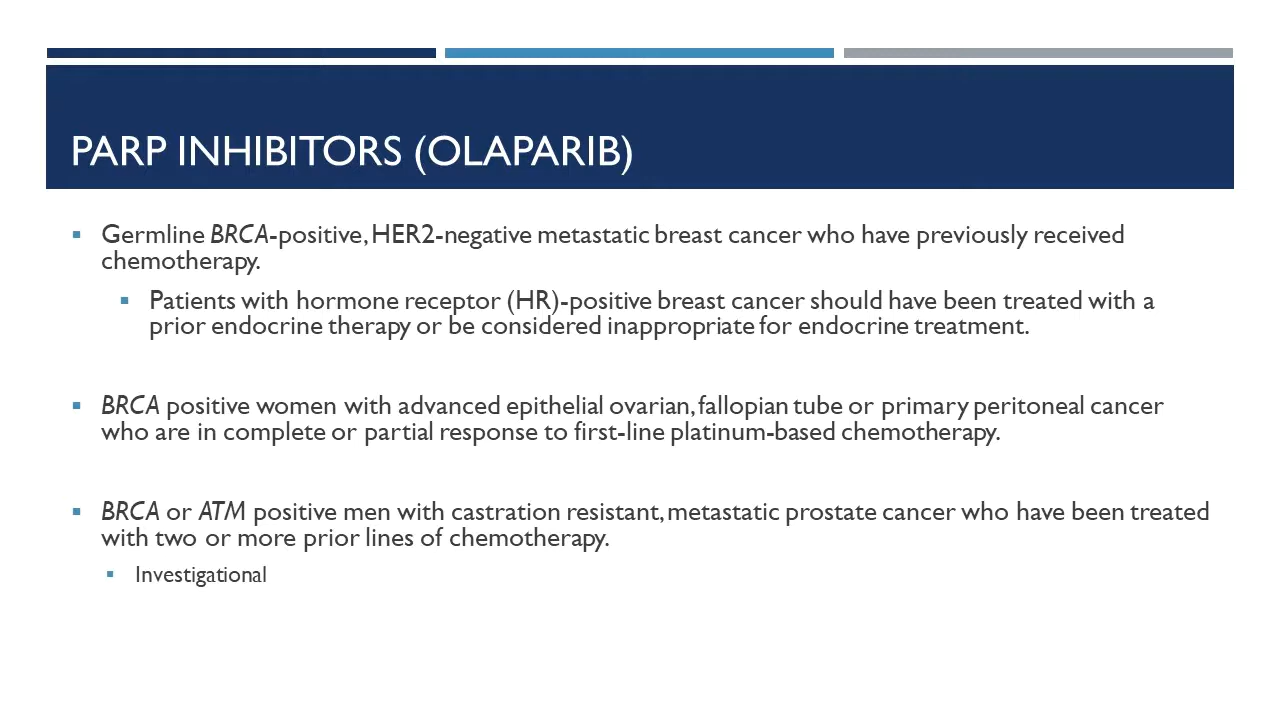 PARP INHIBITORS (OLAPARIB)
Germline BRCA-positive, HER2-negative metastatic breast cancer who have previously received
chemotherapy.
Patients with hormone receptor (HR)-positive breast cancer should have been treated with a
prior endocrine therapy or be considered inappropriate for endocrine treatment.
BRCA positive women with advanced epithelial ovarian, fallopian tube or primary peritoneal cancer
who are in complete or partial response to first-line platinum-based chemotherapy.
BRCA or ATM positive men with castration resistant, metastatic prostate cancer who have been treated
with two or more prior lines of chemotherapy.
Investigational